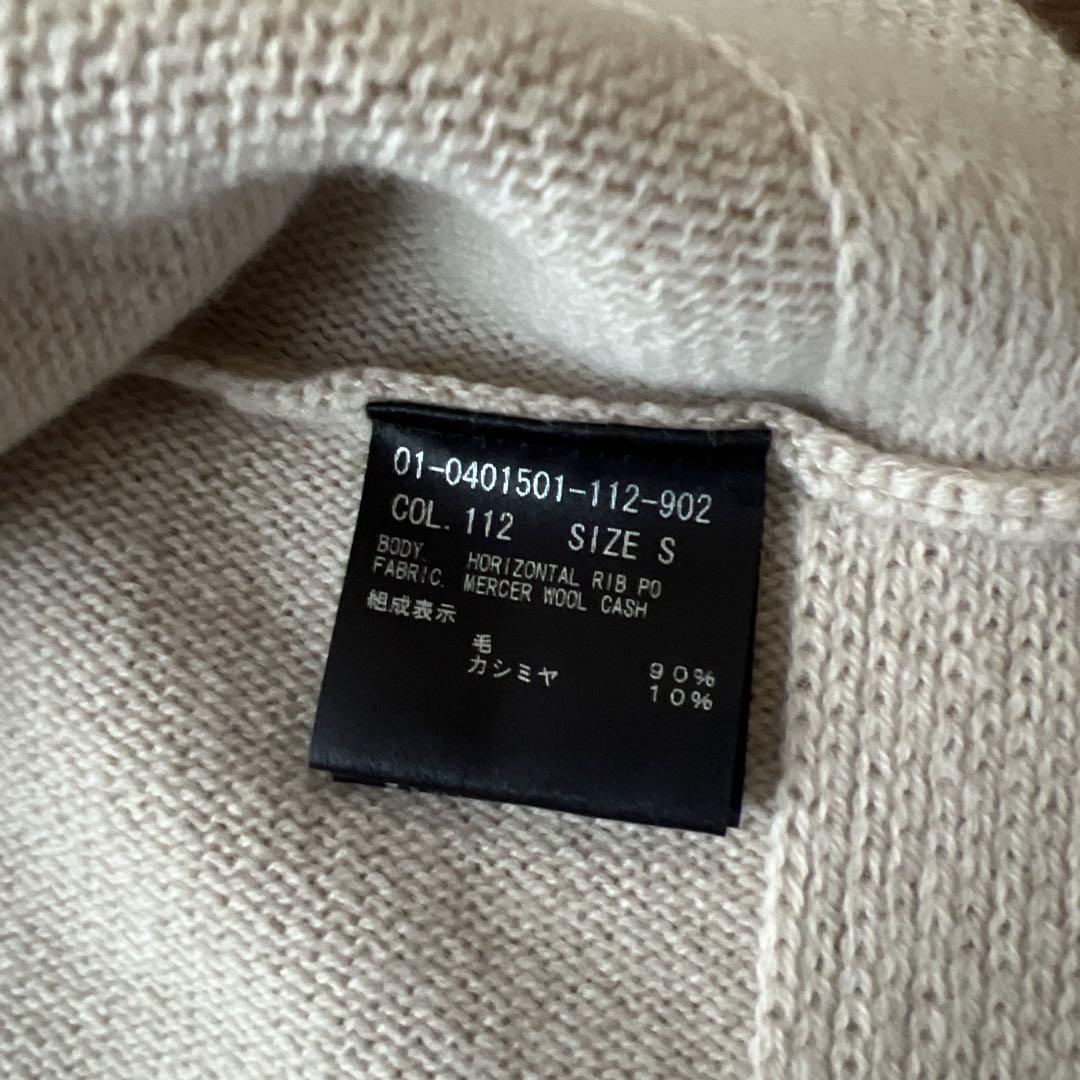 01-0401501-112-902
COL. 112 SIZE S
BODY. HORIZONTAL RIB PO
FABRIC. MERCER WOOL CASH
組成表示
毛 90%
カシミヤ 10%